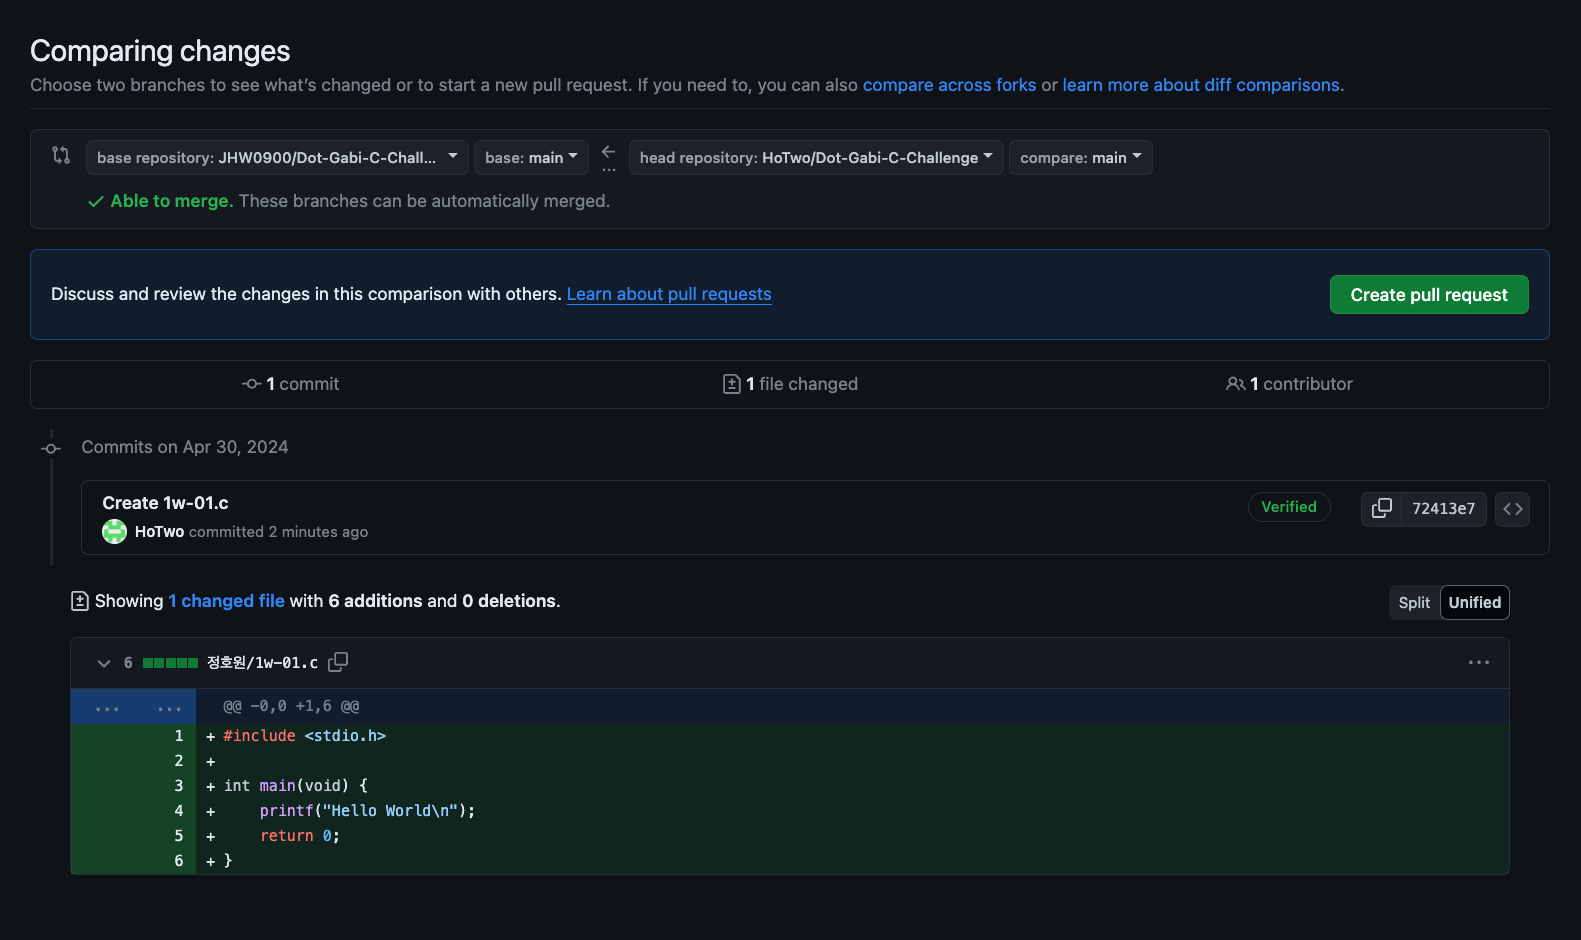 Comparing changes
Choose two branches to see what's changed or to start a new pull request. If you need to, you can also compare across forks or learn more about diff comparisons.
base repository: JHW0900/Dot-Gabi-C-Chall... base: main ... head repository: HoTwo/Dot-Gabi-C-Challenge compare: main
Able to merge. These branches can be automatically merged.
Discuss and review the changes in this comparison with others. Learn about pull requests Create pull request
1 commit 1 file changed 1 contributor
Commits on Apr 30, 2024
Create 1w-01.c Verified 72413e7
HoTwo committed 2 minutes ago
Showing 1 changed file with 6 additions and 0 deletions. Split Unified
6 정호원/1w-01.c ...
... ... @@ -0,0 +1,6 @@
1 + #include <stdio.h>
2 +
3 + int main(void) {
4 +     printf("Hello World\n");
5 +     return 0;
6 + }